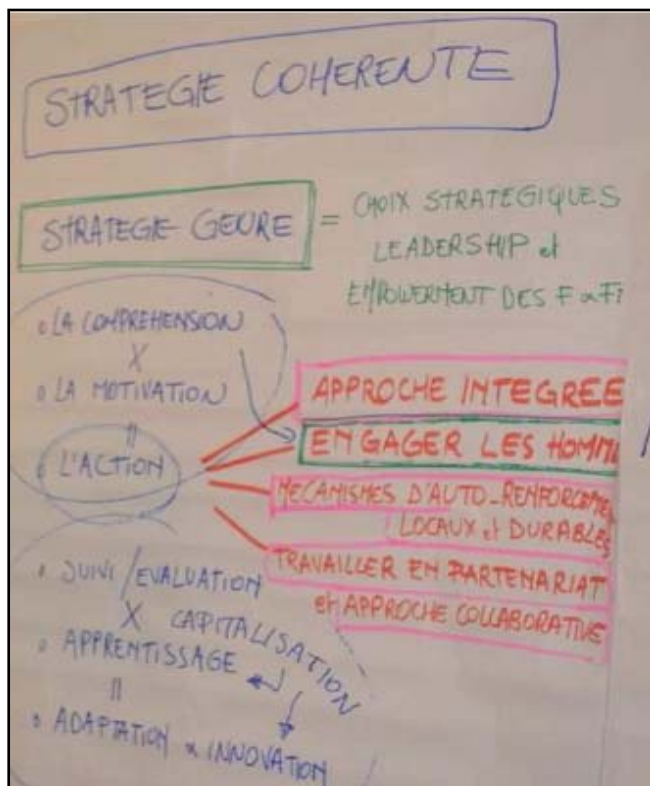 STRATEGIE COHERENTE
STRATEGIE GENRE = CHOIX STRATEGIQUES
LEADERSHIP et
EMPOWERMENT DES F & Fi
• LA COMPREHENSION
X
• LA MOTIVATION
=
• L'ACTION
APPROCHE INTEGREE
ENGAGER LES HOMM
MECANISMES D'AUTO-RENFORCEMEN
LOCAUX et DURABLES
TRAVAILLER EN PARTENARIAT
et APPROCHE COLLABORATIVE
• SUIVI / EVALUATION
X CAPITALISATION
• APPRENTISSAGE
=
• ADAPTATION & INNOVATION